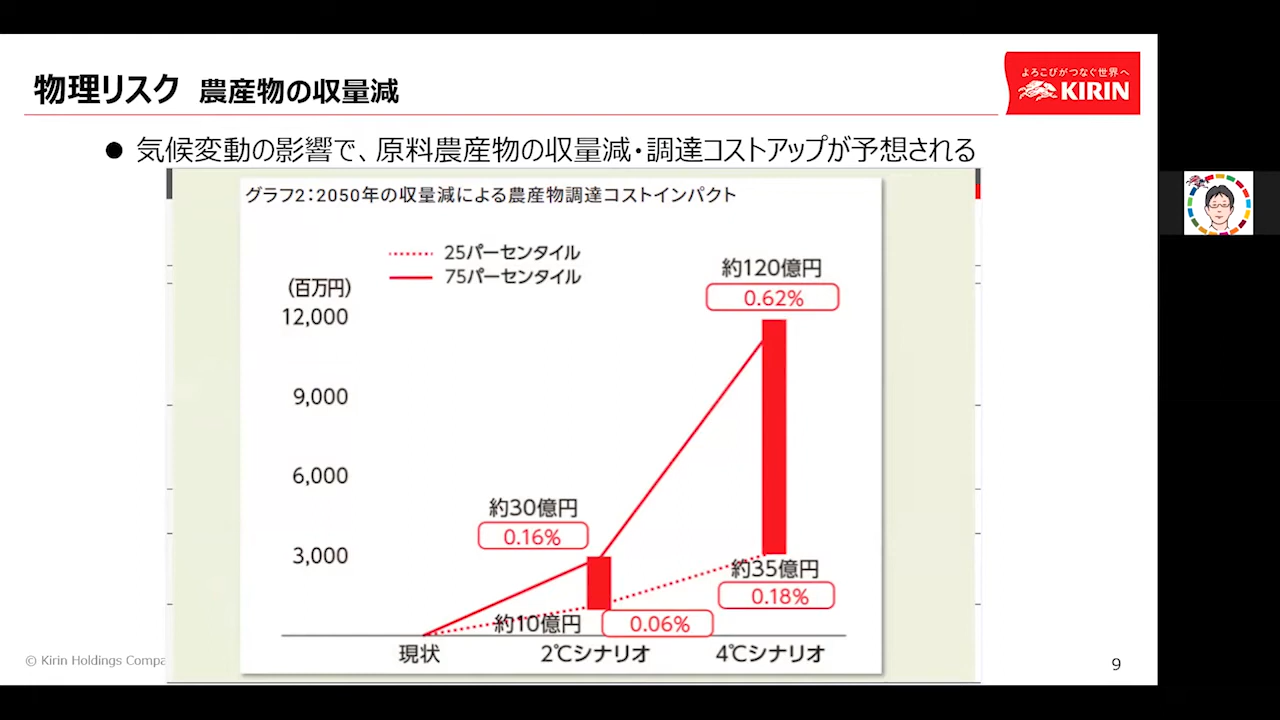 物理リスク 農産物の収量減
よろこびがつなぐ世界へ
KIRIN
● 気候変動の影響で、原料農産物の収量減・調達コストアップが予想される
グラフ2：2050年の収量減による農産物調達コストインパクト
25パーセンタイル
75パーセンタイル
（百万円）
12,000
9,000
6,000
3,000
約120億円
0.62%
約30億円
0.16%
約35億円
0.18%
約10億円
0.06%
現状
2℃シナリオ
4℃シナリオ
© Kirin Holdings Compa
9